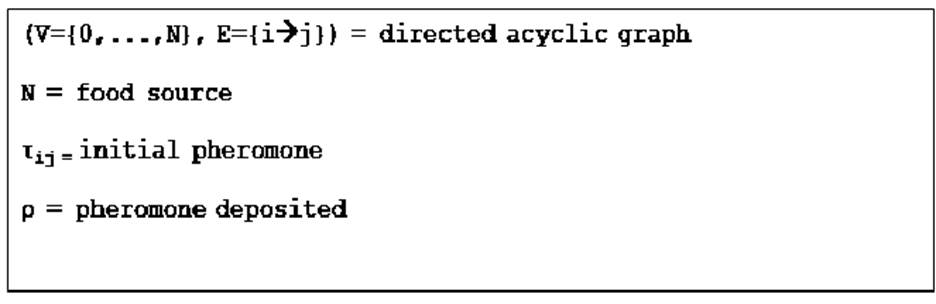 (V={0,...,N}, E={i→j}) = directed acyclic graph
N = food source
τij = initial pheromone
ρ = pheromone deposited